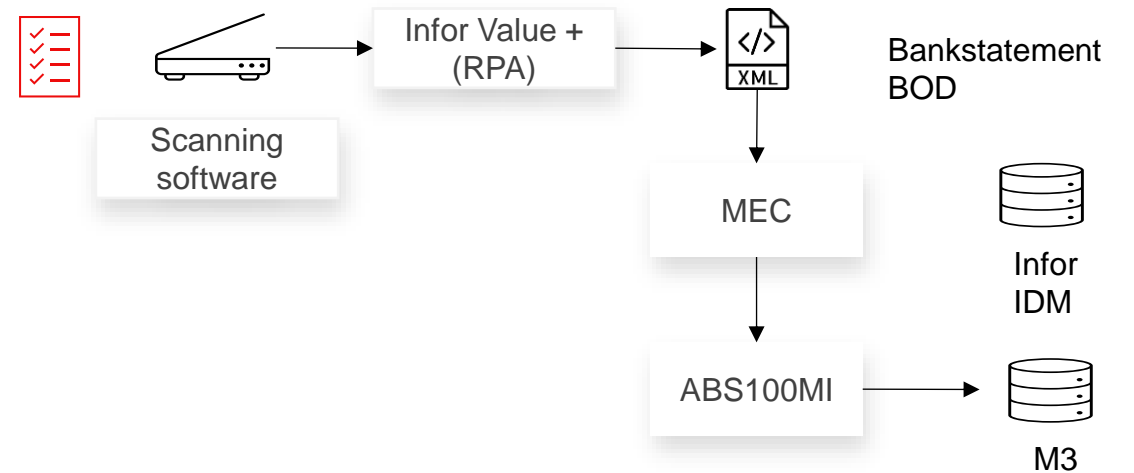 Infor Value +
(RPA)
</>
XML
Bankstatement
BOD
Scanning
software
MEC
Infor
IDM
ABS100MI
M3